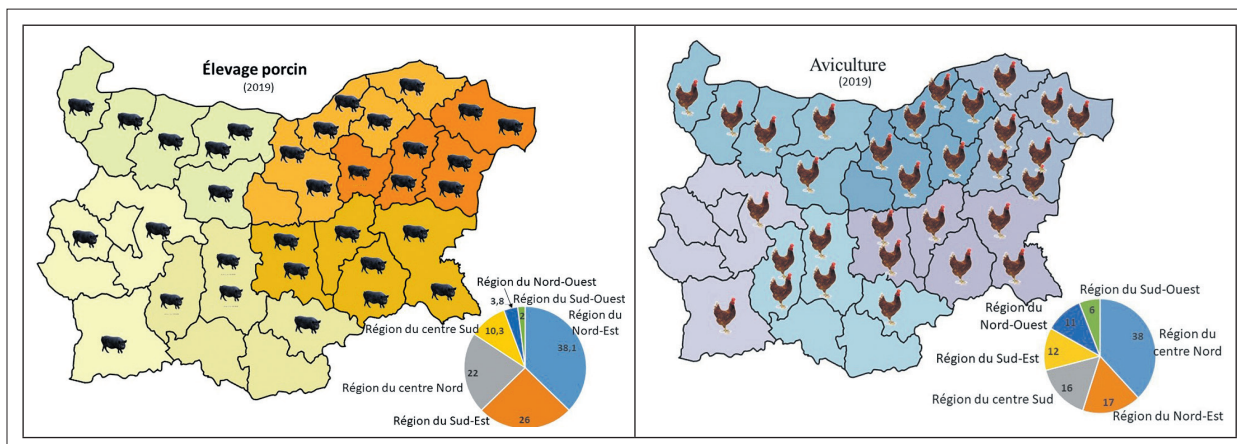 Élevage porcin
(2019)
Région du Nord-Ouest
3,8
2
Région du Sud-Ouest
Région du
Nord-Est
Région du centre Sud
10,3
38,1
22
Région du centre Nord
Région du Sud-Est
26
Aviculture
(2019)
Région du Sud-Ouest
Région
du Nord-Ouest
11
6
38
Région du
centre Nord
Région du Sud-Est
12
Région du centre Sud
16
17
Région du Nord-Est